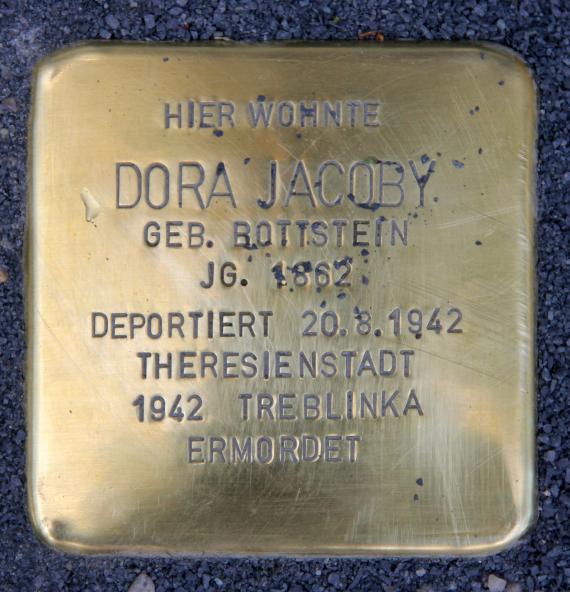 HIER WOHNTE
DORA JACOBY
GEB. BOTTSTEIN
JG. 1862
DEPORTIERT 20.8.1942
THERESIENSTADT
1942 TREBLINKA
ERMORDET